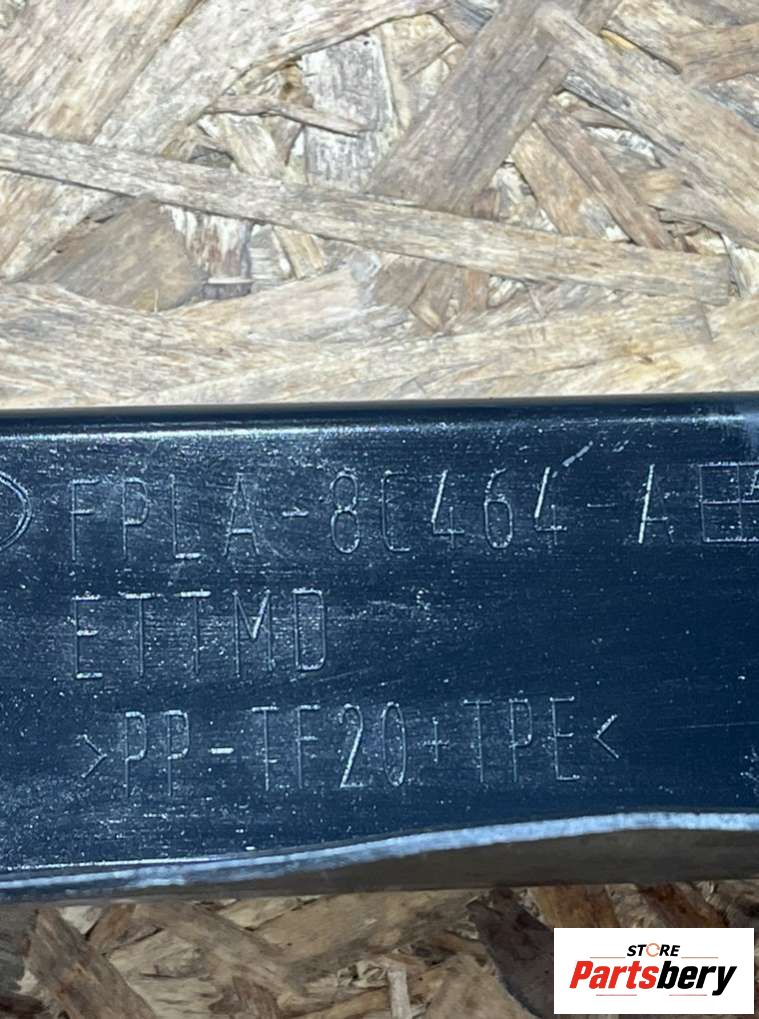 FPLA-8C464-A
ETTMD
>PP-TF20+TPE<
STORE
Partsbery